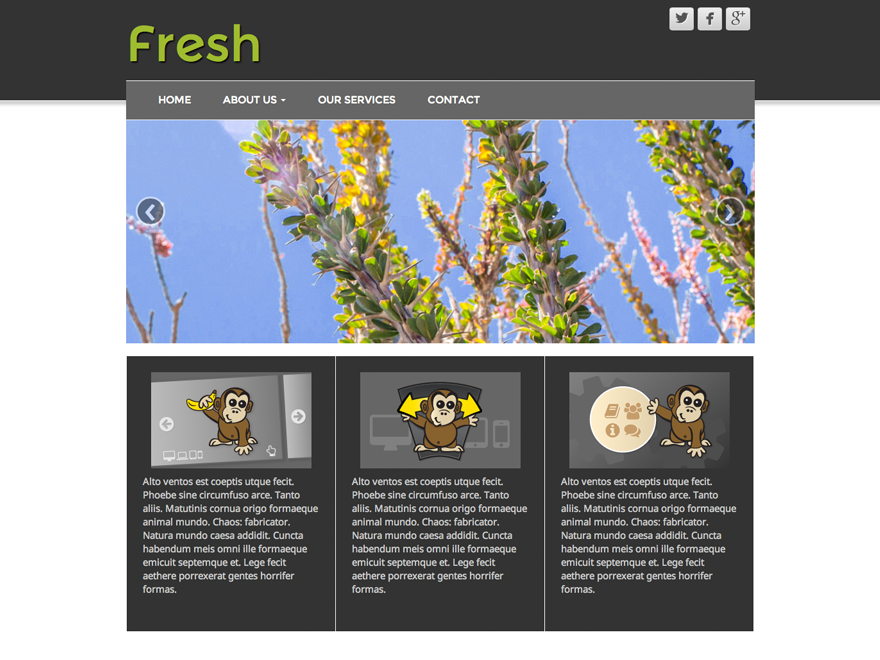 Fresh
g+
HOME ABOUT US OUR SERVICES CONTACT
Alto ventos est coeptis utque fecit.
Phoebe sine circumfuso arce. Tanto
aliis. Matutinis cornua origo formaeque
animal mundo. Chaos: fabricator.
Natura mundo caesa addidit. Cuncta
habendum meis omni ille formaeque
emicuit septemque et. Lege fecit
aethere porrexerat gentes horrifer
formas.
Alto ventos est coeptis utque fecit.
Phoebe sine circumfuso arce. Tanto
aliis. Matutinis cornua origo formaeque
animal mundo. Chaos: fabricator.
Natura mundo caesa addidit. Cuncta
habendum meis omni ille formaeque
emicuit septemque et. Lege fecit
aethere porrexerat gentes horrifer
formas.
Alto ventos est coeptis utque fecit.
Phoebe sine circumfuso arce. Tanto
aliis. Matutinis cornua origo formaeque
animal mundo. Chaos: fabricator.
Natura mundo caesa addidit. Cuncta
habendum meis omni ille formaeque
emicuit septemque et. Lege fecit
aethere porrexerat gentes horrifer
formas.